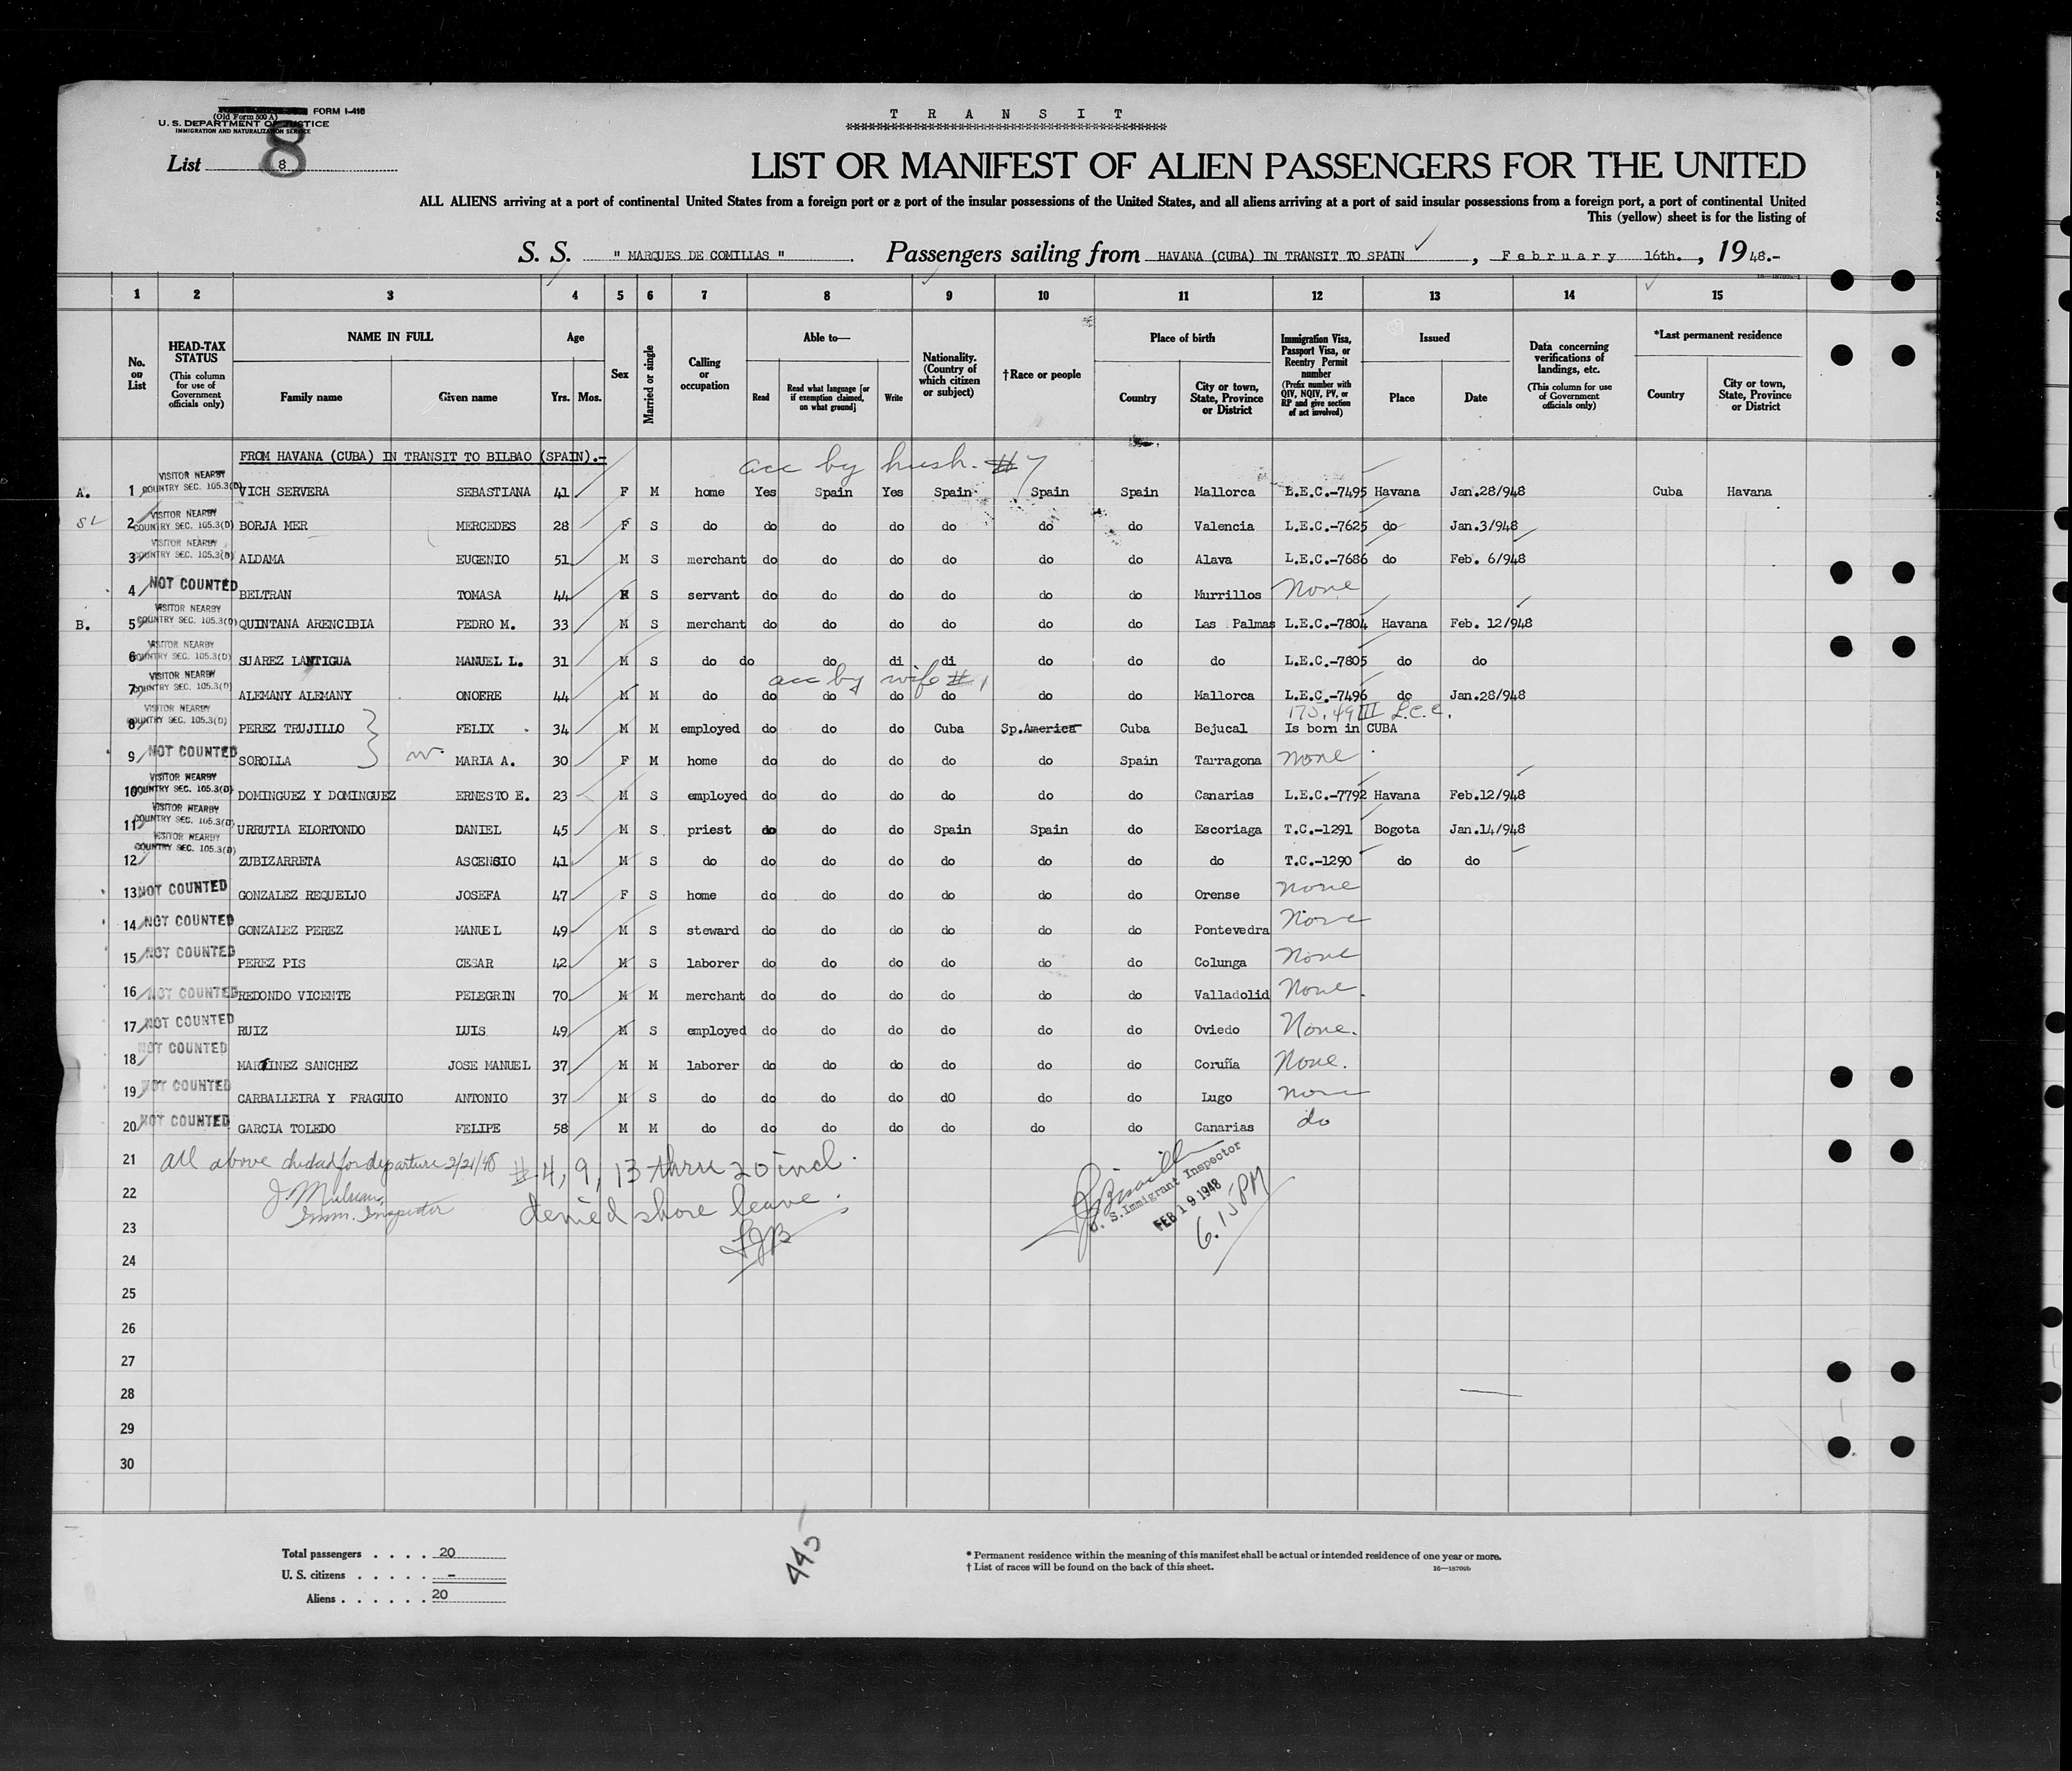 FORM I-416
(Old Form 500 A)
U. S. DEPARTMENT OF JUSTICE
IMMIGRATION AND NATURALIZATION SERVICE
T R A N S I T
List 8
8
LIST OR MANIFEST OF ALIEN PASSENGERS FOR THE UNITED
ALL ALIENS arriving at a port of continental United States from a foreign port or a port of the insular possessions of the United States, and all aliens arriving at a port of said insular possessions from a foreign port, a port of continental United
This (yellow) sheet is for the listing of
S. S. " MARQUES DE COMILLAS " . Passengers sailing from HAVANA (CUBA) IN TRANSIT TO SPAIN , February 16th. , 19 48.-
1 2 3 4 5 6 7 8 9 10 11 12 13 14 15
No. on List
HEAD-TAX STATUS (This column for use of Government officials only)
NAME IN FULL Family name Given name
Age Yrs. Mos.
Sex
Married or single
Calling or occupation
Able to— Read Read what language [or if exemption claimed, on what ground] Write
Nationality. (Country of which citizen or subject)
†Race or people
Place of birth Country City or town, State, Province or District
Immigration Visa, Passport Visa, or Reentry Permit number (Prefix number with QIV, NQIV, PV, or RP and give section of act involved)
Issued Place Date
Data concerning verifications of landings, etc. (This column for use of Government officials only)
*Last permanent residence Country City or town, State, Province or District
FROM HAVANA (CUBA) IN TRANSIT TO BILBAO (SPAIN).-
acc by hush. #7
A. 1 VISITOR NEARBY COUNTRY SEC. 105.3(D) VICH SERVERA SEBASTIANA 41 F M home Yes Spain Yes Spain Spain Spain Mallorca L.E.C.-7495 Havana Jan.28/948 Cuba Havana
2 VISITOR NEARBY COUNTRY SEC. 105.3(D) BORJA MER MERCEDES 28 F S do do do do do do do Valencia L.E.C.-7625 do Jan.3/948
3 VISITOR NEARBY COUNTRY SEC. 105.3(D) ALDAMA EUGENIO 51 M S merchant do do do do do do Alava L.E.C.-7686 do Feb. 6/948
4 NOT COUNTED BELTRAN TOMASA 44 S servant do do do do do do Murrillos None
B. 5 VISITOR NEARBY COUNTRY SEC. 105.3(D) QUINTANA ARENCIBIA PEDRO M. 33 M S merchant do do do do do do Las Palmas L.E.C.-7804 Havana Feb. 12/948
6 VISITOR NEARBY COUNTRY SEC. 105.3(D) SUAREZ LANTIGUA MANUEL L. 31 M S do do do di di do do do L.E.C.-7805 do do
acc by wife #1
7 VISITOR NEARBY COUNTRY SEC. 105.3(D) ALEMANY ALEMANY ONOFRE 44 M M do do do do do do do Mallorca L.E.C.-7496 do Jan.28/948
175.49 III
8 VISITOR NEARBY COUNTRY SEC. 105.3(D) PEREZ TRUJILLO FELIX 34 M M employed do do do Cuba Sp.America Cuba Bejucal Is born in CUBA
9 NOT COUNTED SOROLLA MARIA A. 30 F M home do do do do do Spain Tarragona none
10 VISITOR NEARBY COUNTRY SEC. 105.3(D) DOMINGUEZ Y DOMINGUEZ ERNESTO E. 23 M S employed do do do do do do Canarias L.E.C.-7792 Havana Feb.12/948
11 VISITOR NEARBY COUNTRY SEC. 105.3(D) URRUTIA ELORTONDO DANIEL 45 M S priest do do do Spain Spain do Escoriaga T.C.-1291 Bogota Jan.14/948
12 VISITOR NEARBY COUNTRY SEC. 105.3(D) ZUBIZARRETA ASCENSIO 41 M S do do do do do do do do T.C.-1290 do do
13 NOT COUNTED GONZALEZ REQUEIJO JOSEFA 47 F S home do do do do do do Orense none
14 NOT COUNTED GONZALEZ PEREZ MANUEL 49 M S steward do do do do do do Pontevedra None
15 NOT COUNTED PEREZ PIS CESAR 42 M S laborer do do do do do do Colunga None
16 NOT COUNTED REDONDO VICENTE PELEGRIN 70 M M merchant do do do do do do Valladolid None
17 NOT COUNTED RUIZ LUIS 49 M S employed do do do do do do Oviedo None.
18 NOT COUNTED MARTINEZ SANCHEZ JOSE MANUEL 37 M M laborer do do do do do do Coruña None.
19 NOT COUNTED CARBALLEIRA Y FRAGUIO ANTONIO 37 M S do do do do dO do do Lugo none
20 NOT COUNTED GARCIA TOLEDO FELIPE 58 M M do do do do do do do Canarias do
21 All above checked for departure 2/21/48 # 4, 9, 13 thru 20 incl.
22 Imm. Inspector denied shore leave.
U. S. Immigrant Inspector
FEB 19 1948
6.15 PM
23
24
25
26
27
28
29
30
Total passengers . . . . 20
U. S. citizens . . . . . –
Aliens . . . . . . 20
445
* Permanent residence within the meaning of this manifest shall be actual or intended residence of one year or more.
† List of races will be found on the back of this sheet.